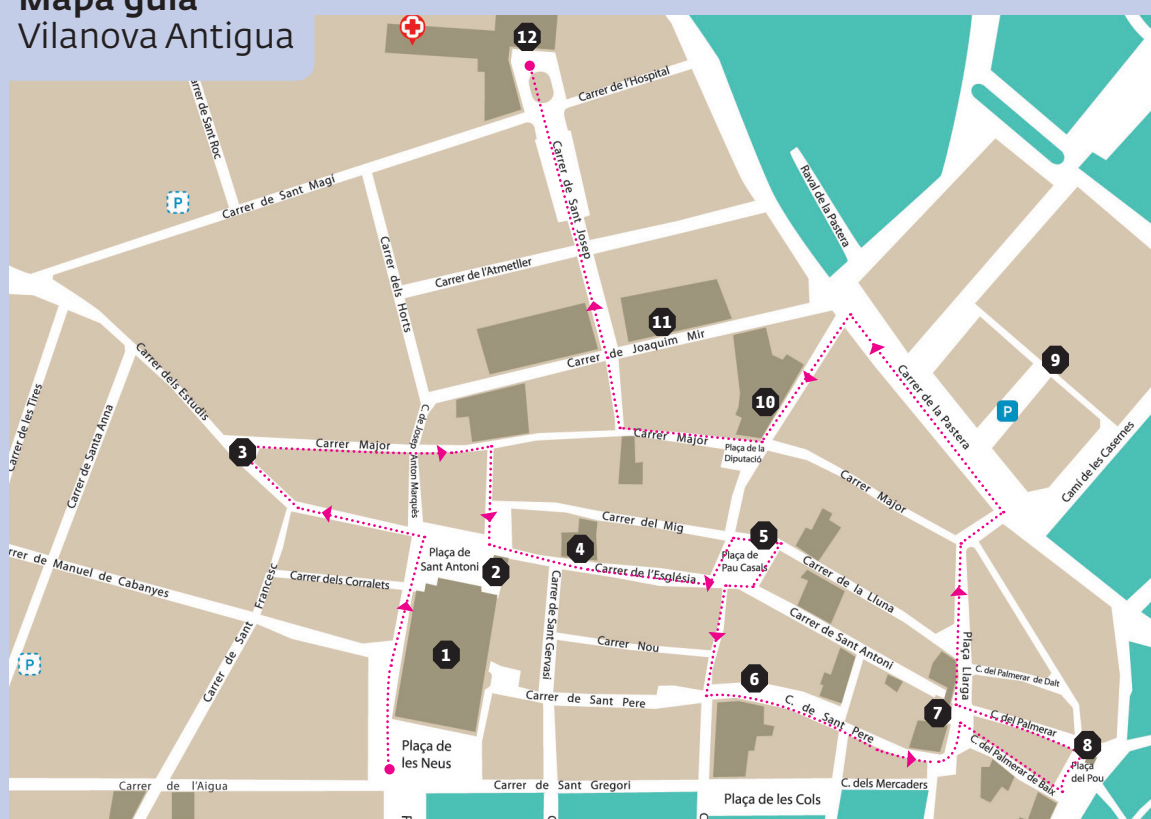 Mapa guía
Vilanova Antigua
12
Carrer de l'Hospital
Carrer de Sant Roc
Carrer de Sant Josep
Raval de la Pastera
P
Carrer de Sant Magí
Carrer dels Horts
Carrer de l'Atmetller
11
Carrer de Joaquim Mir
Carrer dels Estudis
9
P
Carrer de la Pastera
Carrer de les Tires
Carrer de Santa Anna
10
C. de Josep Anton Marquès
3
Carrer Major
Carrer Major
Plaça de la
Diputació
Carrer Major
Camí de les Casernes
Carrer del Mig
5
Plaça de
Pau Casals
4
Plaça de
Sant Antoni
2
Carrer de l'Església
Carrer de la Lluna
rrer de Manuel de Cabanyes
Carrer dels Corralets
Carrer de Sant Francesc
Carrer de Sant Gervasi
Carrer de Sant Antoni
1
Carrer Nou
Plaça Llarga
P
6
C. del Palmerar de Dalt
Carrer de Sant Pere
C. de Sant Pere
7
C. del Palmerar
8
Plaça
del Pou
C. del Palmerar de Baix
Plaça de
les Neus
Carrer de l'Aigua
Carrer de Sant Gregori
C. dels Mercaders
Plaça de les Cols